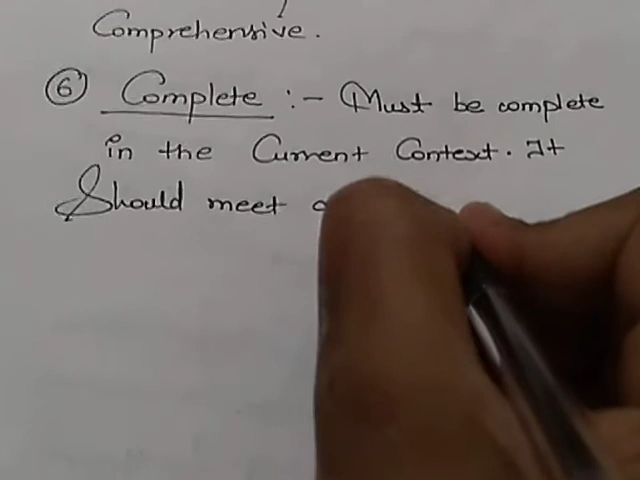 Comprehensive.
⑥ Complete :- Must be complete
in the Current Context. It
Should meet